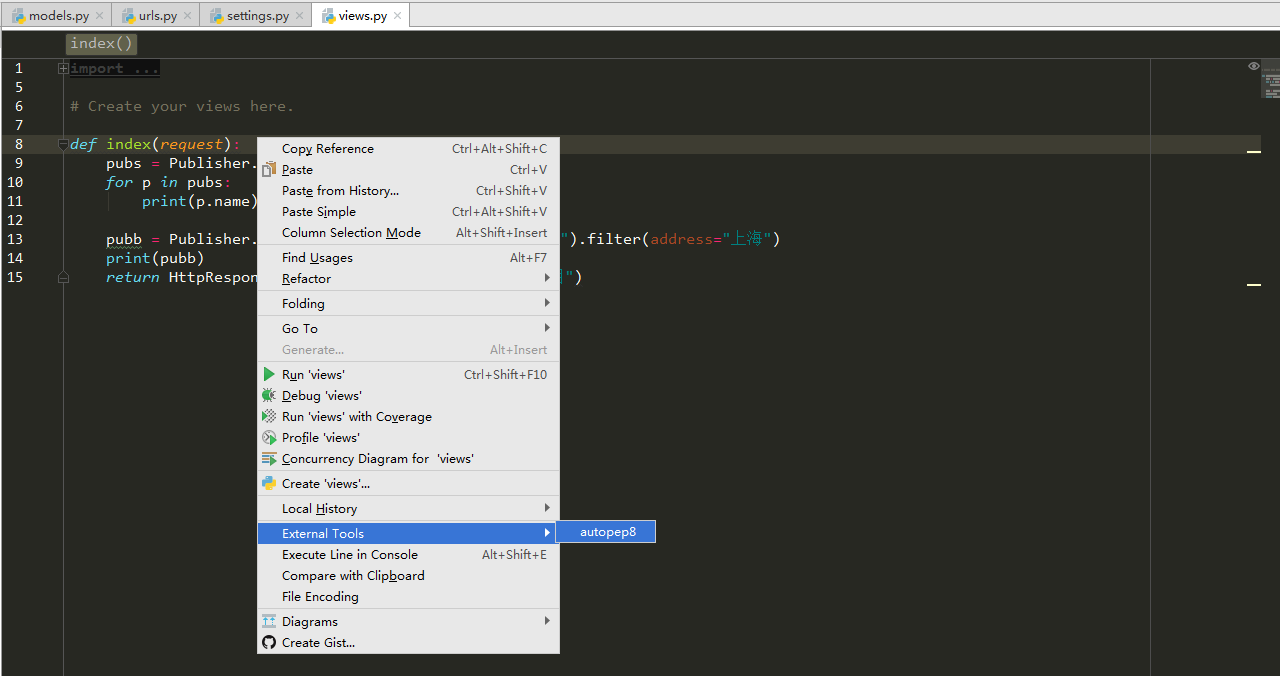 models.py urls.py settings.py views.py
index()
1 import ...
5
6 # Create your views here.
7
8 def index(request):
9 pubs = Publisher.
10 for p in pubs:
11 print(p.name)
12
13 pubb = Publisher. ").filter(address="上海")
14 print(pubb)
15 return HttpRespon ")
Copy Reference Ctrl+Alt+Shift+C
Paste Ctrl+V
Paste from History... Ctrl+Shift+V
Paste Simple Ctrl+Alt+Shift+V
Column Selection Mode Alt+Shift+Insert
Find Usages Alt+F7
Refactor
Folding
Go To
Generate... Alt+Insert
Run 'views' Ctrl+Shift+F10
Debug 'views'
Run 'views' with Coverage
Profile 'views'
Concurrency Diagram for 'views'
Create 'views'...
Local History
External Tools autopep8
Execute Line in Console Alt+Shift+E
Compare with Clipboard
File Encoding
Diagrams
Create Gist...